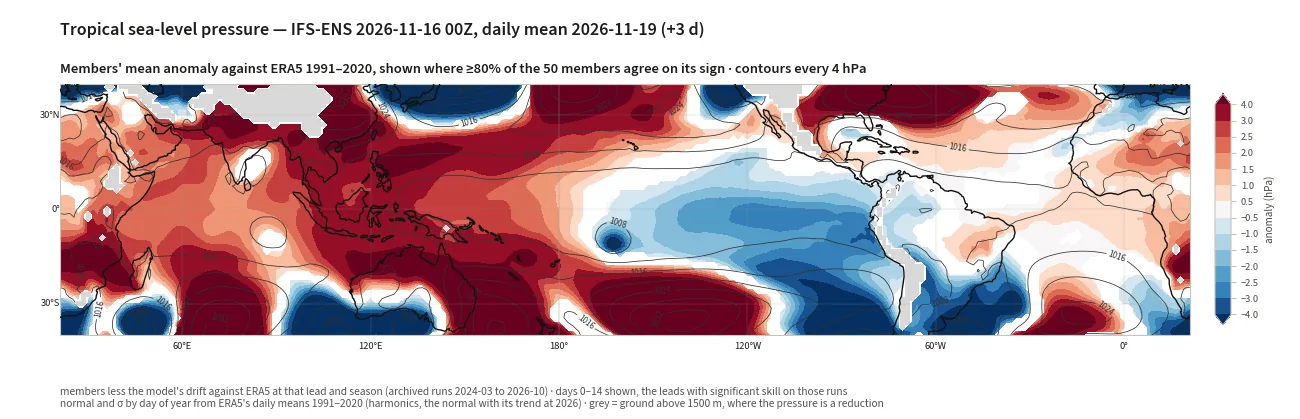 Tropical sea-level pressure — IFS-ENS 2026-11-16 00Z, daily mean 2026-11-19 (+3 d)
Members' mean anomaly against ERA5 1991–2020, shown where ≥80% of the 50 members agree on its sign · contours every 4 hPa
30°N
0°
30°S
60°E
120°E
180°
120°W
60°W
0°
1024
1016
1016
1016
1008
1016
1016
1016
1016
1024
4.0
3.0
2.5
2.0
1.5
1.0
0.5
−0.5
−1.0
−1.5
−2.0
−2.5
−3.0
−4.0
anomaly (hPa)
members less the model's drift against ERA5 at that lead and season (archived runs 2024-03 to 2026-10) · days 0–14 shown, the leads with significant skill on those runs
normal and σ by day of year from ERA5's daily means 1991–2020 (harmonics, the normal with its trend at 2026) · grey = ground above 1500 m, where the pressure is a reduction